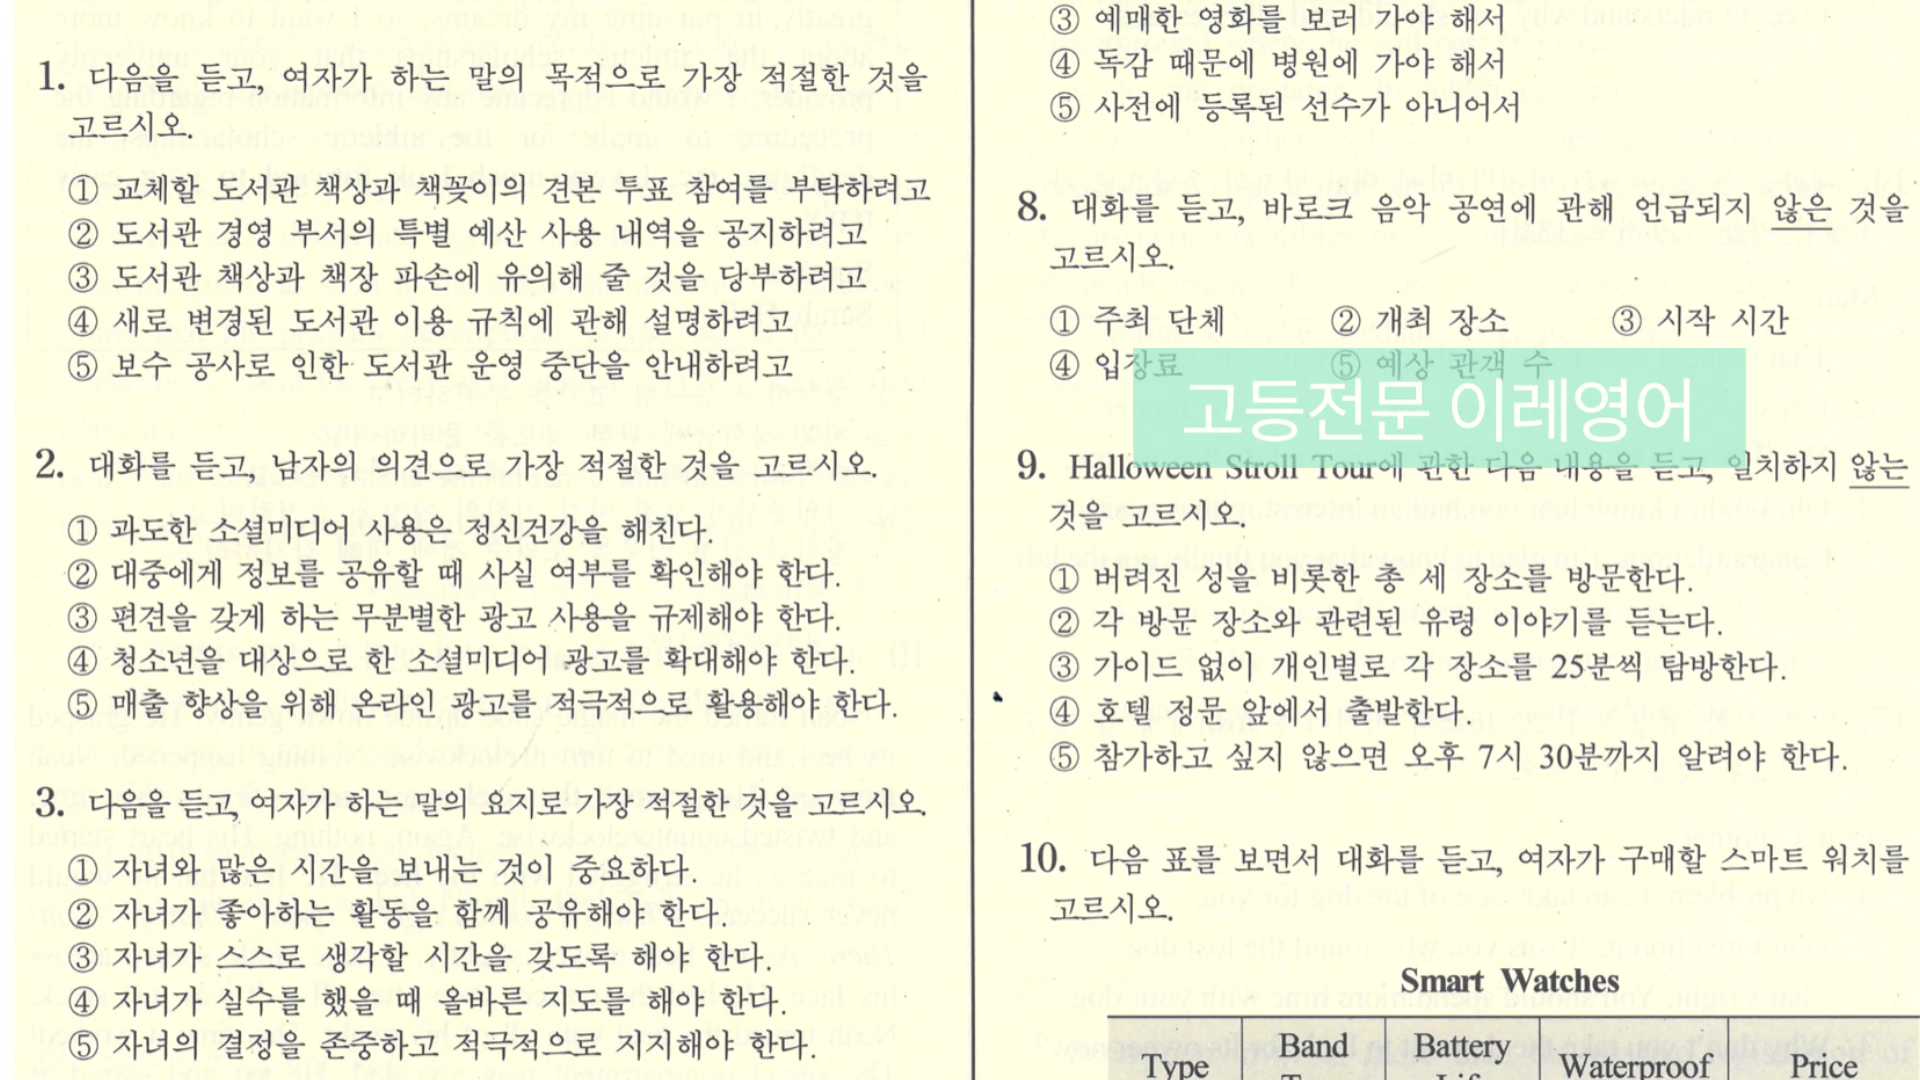 1. 다음을 듣고, 여자가 하는 말의 목적으로 가장 적절한 것을
고르시오.
① 교체할 도서관 책상과 책꽂이의 견본 투표 참여를 부탁하려고
② 도서관 경영 부서의 특별 예산 사용 내역을 공지하려고
③ 도서관 책상과 책장 파손에 유의해 줄 것을 당부하려고
④ 새로 변경된 도서관 이용 규칙에 관해 설명하려고
⑤ 보수 공사로 인한 도서관 운영 중단을 안내하려고
2. 대화를 듣고, 남자의 의견으로 가장 적절한 것을 고르시오.
① 과도한 소셜미디어 사용은 정신건강을 해친다.
② 대중에게 정보를 공유할 때 사실 여부를 확인해야 한다.
③ 편견을 갖게 하는 무분별한 광고 사용을 규제해야 한다.
④ 청소년을 대상으로 한 소셜미디어 광고를 확대해야 한다.
⑤ 매출 향상을 위해 온라인 광고를 적극적으로 활용해야 한다.
3. 다음을 듣고, 여자가 하는 말의 요지로 가장 적절한 것을 고르시오.
① 자녀와 많은 시간을 보내는 것이 중요하다.
② 자녀가 좋아하는 활동을 함께 공유해야 한다.
③ 자녀가 스스로 생각할 시간을 갖도록 해야 한다.
④ 자녀가 실수를 했을 때 올바른 지도를 해야 한다.
⑤ 자녀의 결정을 존중하고 적극적으로 지지해야 한다.
③ 예매한 영화를 보러 가야 해서
④ 독감 때문에 병원에 가야 해서
⑤ 사전에 등록된 선수가 아니어서
8. 대화를 듣고, 바로크 음악 공연에 관해 언급되지 않은 것을
고르시오.
① 주최 단체 ② 개최 장소 ③ 시작 시간
④ 입장료 ⑤ 예상 관객 수
고등전문 이레영어
9. Halloween Stroll Tour에 관한 다음 내용을 듣고, 일치하지 않는
것을 고르시오.
① 버려진 성을 비롯한 총 세 장소를 방문한다.
② 각 방문 장소와 관련된 유령 이야기를 듣는다.
③ 가이드 없이 개인별로 각 장소를 25분씩 탐방한다.
④ 호텔 정문 앞에서 출발한다.
⑤ 참가하고 싶지 않으면 오후 7시 30분까지 알려야 한다.
10. 다음 표를 보면서 대화를 듣고, 여자가 구매할 스마트 워치를
고르시오.
Smart Watches
Type Band Battery Waterproof Price